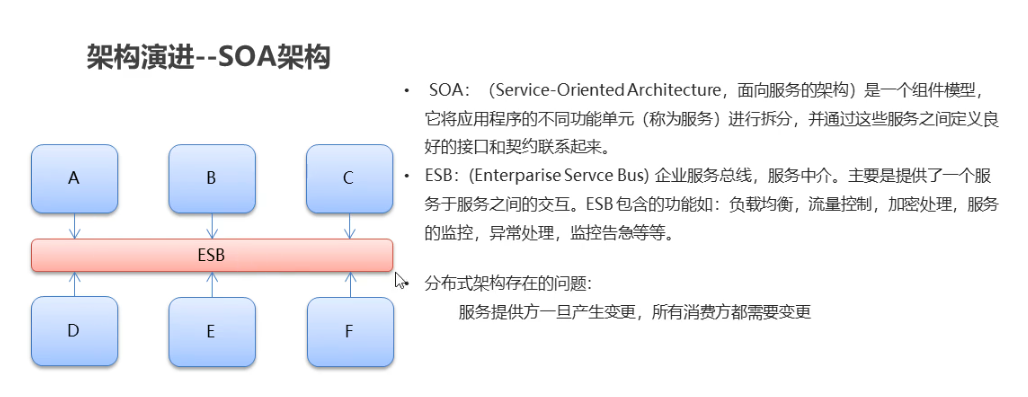 架构演进--SOA架构
• SOA：（Service-Oriented Architecture，面向服务的架构）是一个组件模型，
它将应用程序的不同功能单元（称为服务）进行拆分，并通过这些服务之间定义良
好的接口和契约联系起来。
• ESB：(Enterparise Servce Bus) 企业服务总线，服务中介。主要是提供了一个服
务于服务之间的交互。ESB 包含的功能如：负载均衡，流量控制，加密处理，服务
的监控，异常处理，监控告急等等。
• 分布式架构存在的问题：
服务提供方一旦产生变更，所有消费方都需要变更
A B C
ESB
D E F